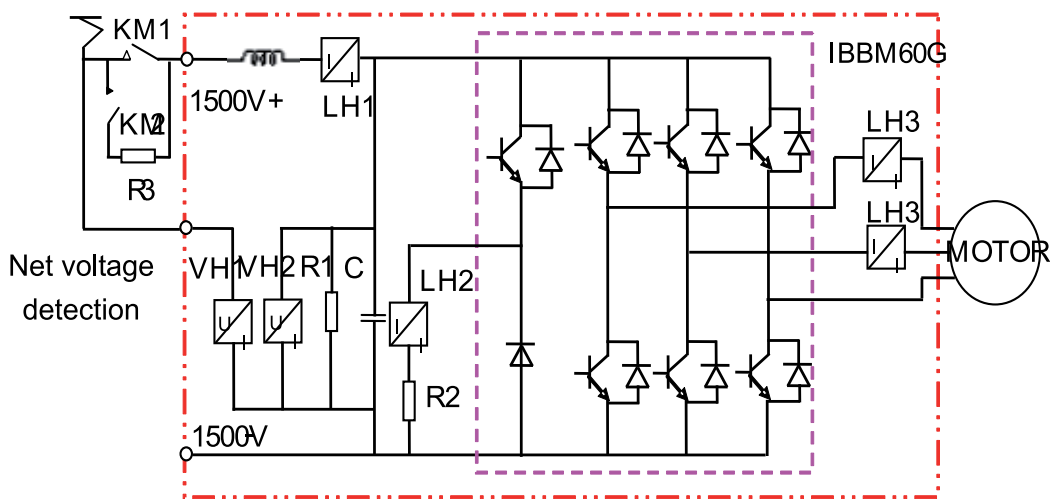 KM1
IBBM60G
1500V+
LH1
KM2
LH3
R3
LH3
MOTOR
Net voltage
detection
VH1
VH2
R1
C
LH2
U
U
I
I
I
I
R2
1500V-